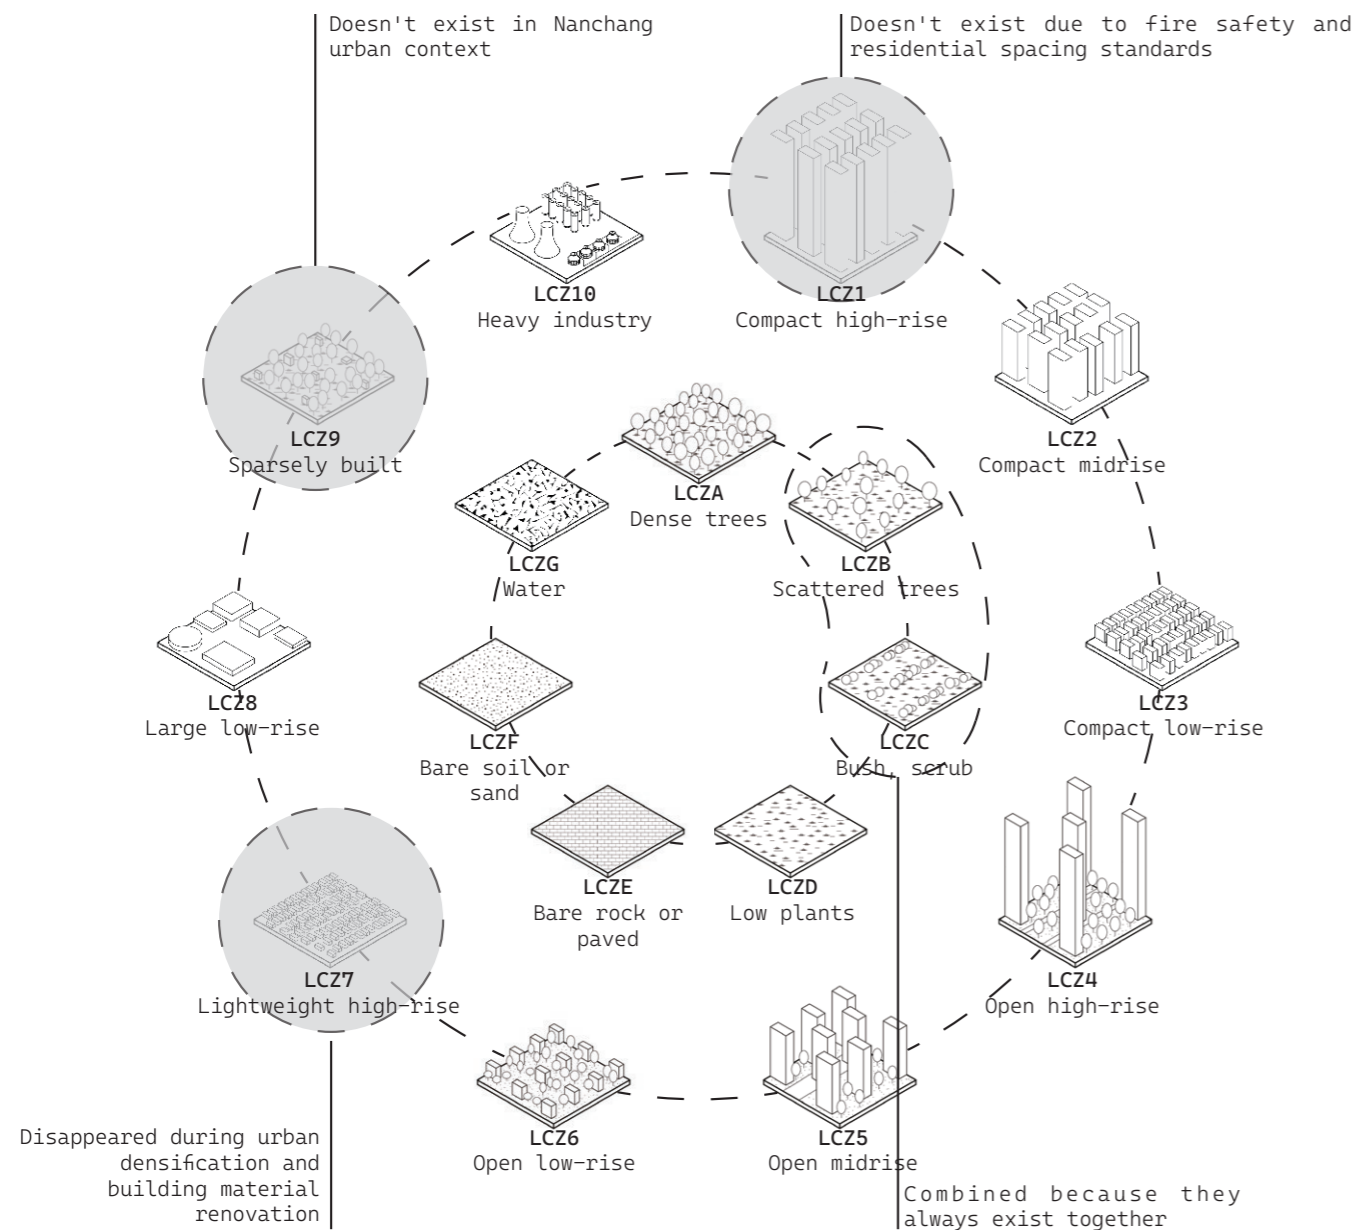 Doesn't exist in Nanchang
urban context
Doesn't exist due to fire safety and
residential spacing standards
LCZ10
Heavy industry
LCZ1
Compact high-rise
LCZ9
Sparsely built
LCZ2
Compact midrise
LCZA
Dense trees
LCZG
Water
LCZB
Scattered trees
LCZ8
Large low-rise
LCZF
Bare soil or
sand
LCZC
Bush, scrub
LCZ3
Compact low-rise
LCZE
Bare rock or
paved
LCZD
Low plants
LCZ7
Lightweight high-rise
LCZ4
Open high-rise
LCZ6
Open low-rise
LCZ5
Open midrise
Disappeared during urban
densification and
building material
renovation
Combined because they
always exist together